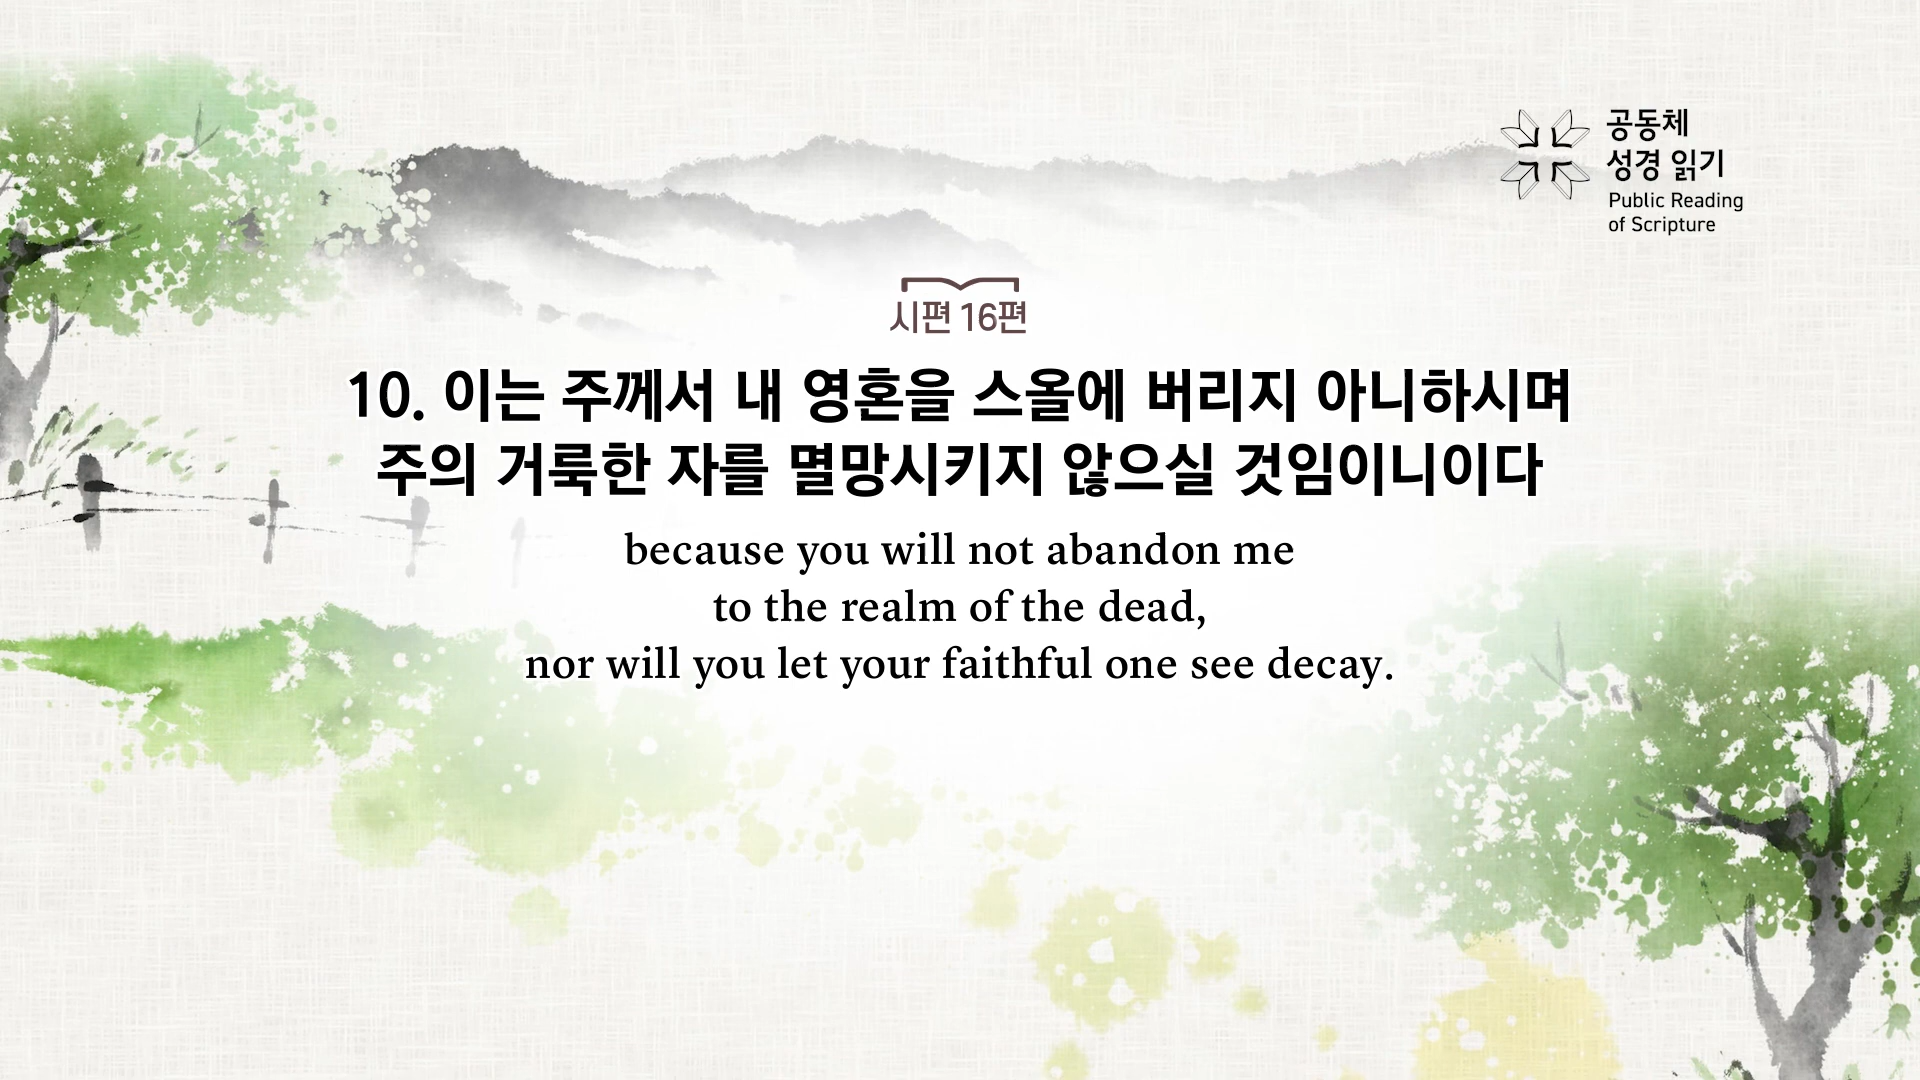 공동체
성경 읽기
Public Reading
of Scripture
시편 16편
10. 이는 주께서 내 영혼을 스올에 버리지 아니하시며
주의 거룩한 자를 멸망시키지 않으실 것임이니이다
because you will not abandon me
to the realm of the dead,
nor will you let your faithful one see decay.